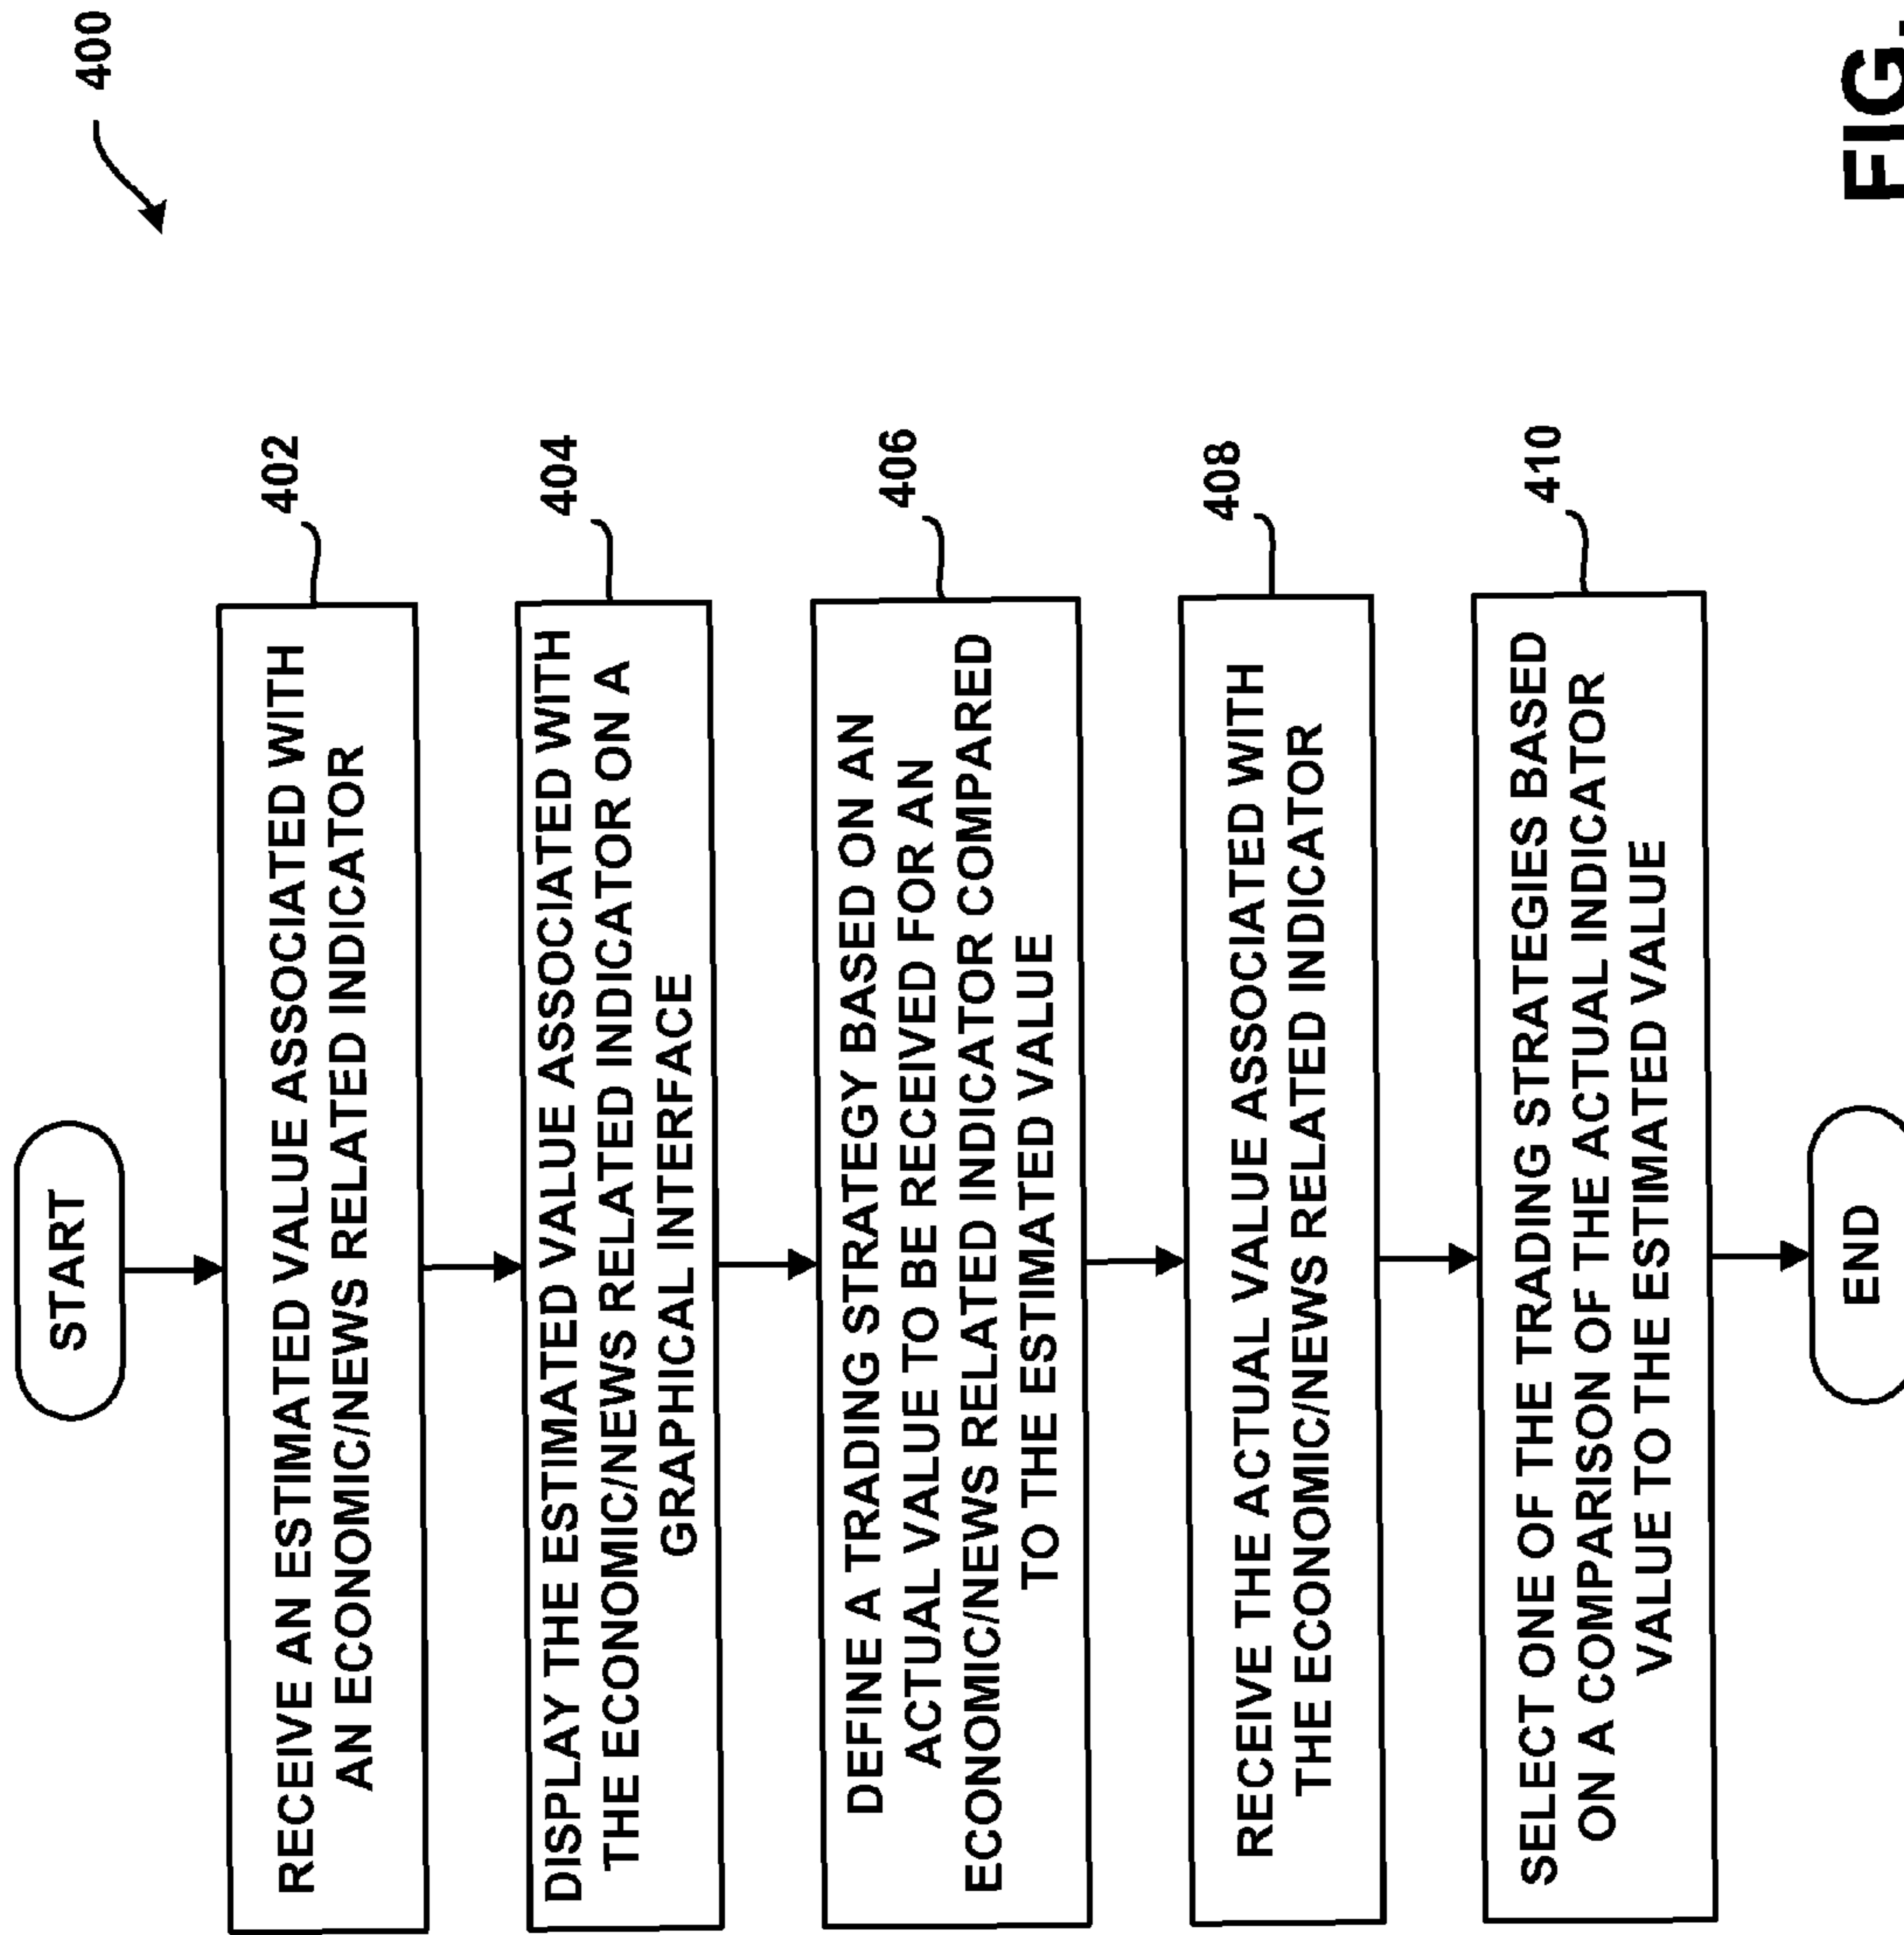 400
START
RECEIVE AN ESTIMATED VALUE ASSOCIATED WITH
AN ECONOMIC/NEWS RELATED INDICATOR
402
DISPLAY THE ESTIMATED VALUE ASSOCIATED WITH
THE ECONOMIC/NEWS RELATED INDICATOR ON A
GRAPHICAL INTERFACE
404
DEFINE A TRADING STRATEGY BASED ON AN
ACTUAL VALUE TO BE RECEIVED FOR AN
ECONOMIC/NEWS RELATED INDICATOR COMPARED
TO THE ESTIMATED VALUE
406
RECEIVE THE ACTUAL VALUE ASSOCIATED WITH
THE ECONOMIC/NEWS RELATED INDICATOR
408
SELECT ONE OF THE TRADING STRATEGIES BASED
ON A COMPARISON OF THE ACTUAL INDICATOR
VALUE TO THE ESTIMATED VALUE
410
END
FIG.